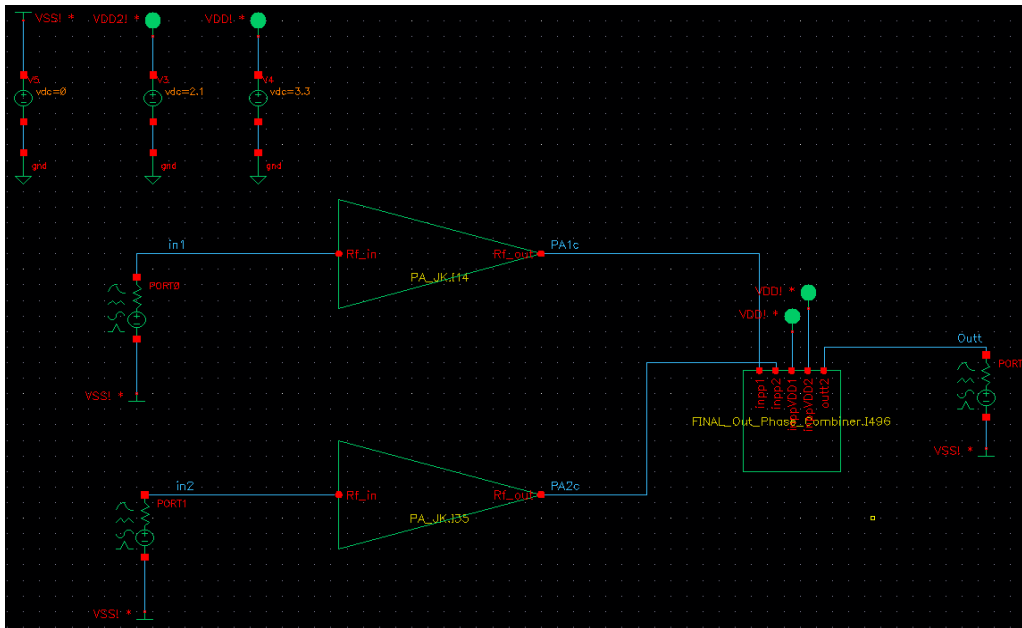 VSS! *
VDD2! *
VDD! *
V5
vdc=0
V3
vdc=2.1
V4
vdc=3.3
gnd
gnd
gnd
in1
Rf_in
Rf_out
PA1c
PA_JK.I14
PORT0
VSS! *
VDD! *
VDD! *
Outt
PORT
inpp1
inpp2
inppVDD1
inppVDD2
outt2
FINAL_Out_Phase_Combiner.I496
VSS! *
in2
Rf_in
Rf_out
PA2c
PA_JK.I35
PORT1
VSS! *